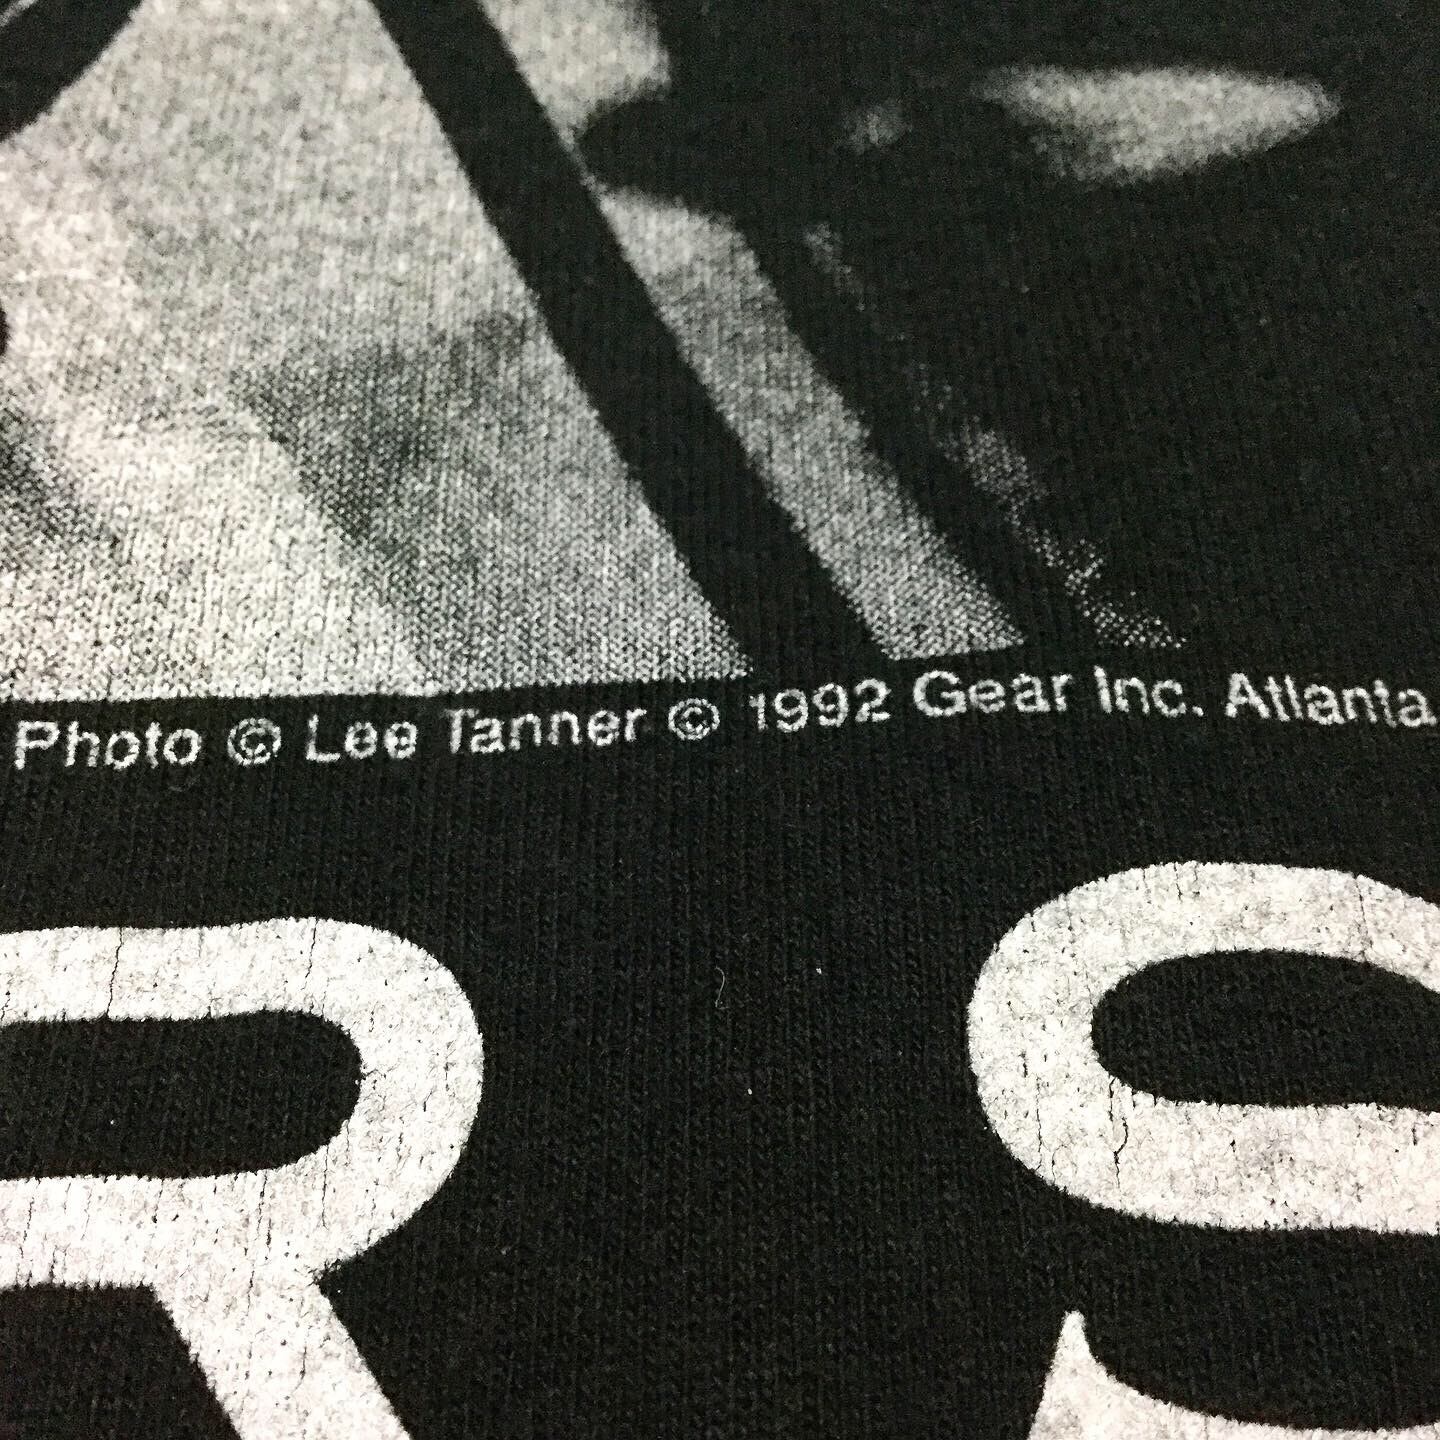 Photo © Lee Tanner © 1992 Gear Inc. Atlanta
R S